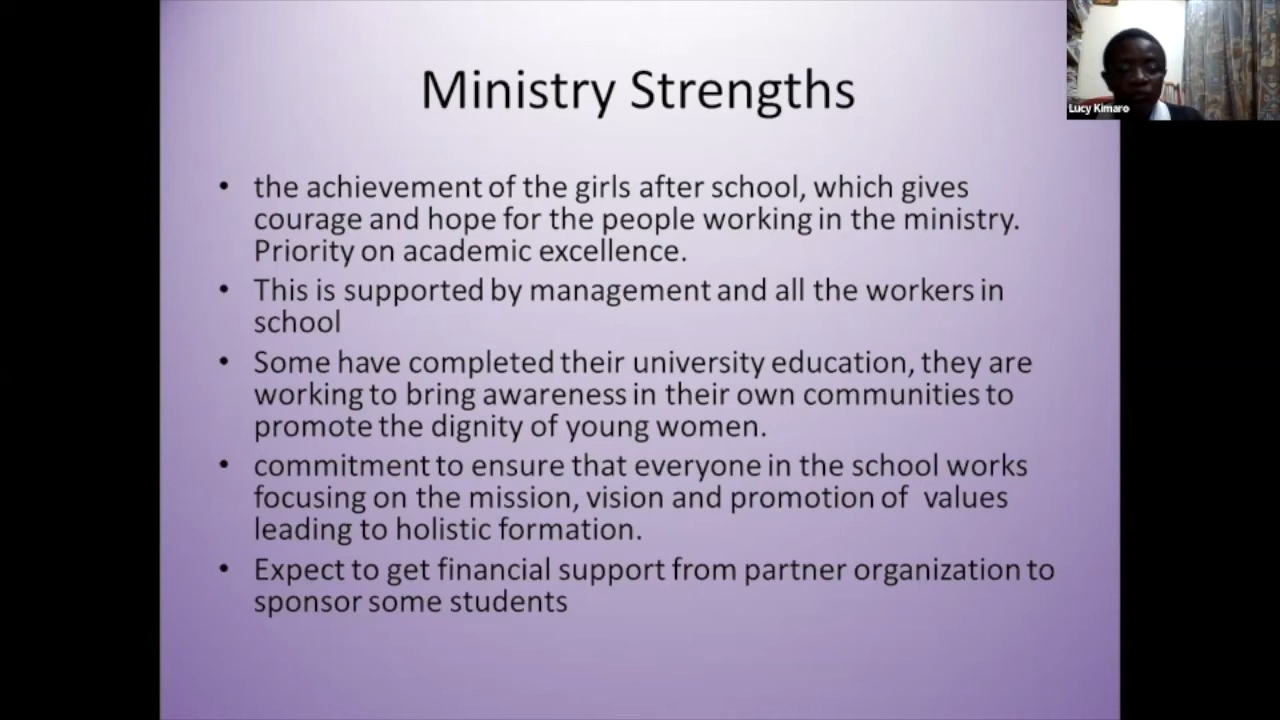 Ministry Strengths
Lucy Kimaro
• the achievement of the girls after school, which gives
courage and hope for the people working in the ministry.
Priority on academic excellence.
• This is supported by management and all the workers in
school
• Some have completed their university education, they are
working to bring awareness in their own communities to
promote the dignity of young women.
• commitment to ensure that everyone in the school works
focusing on the mission, vision and promotion of values
leading to holistic formation.
• Expect to get financial support from partner organization to
sponsor some students